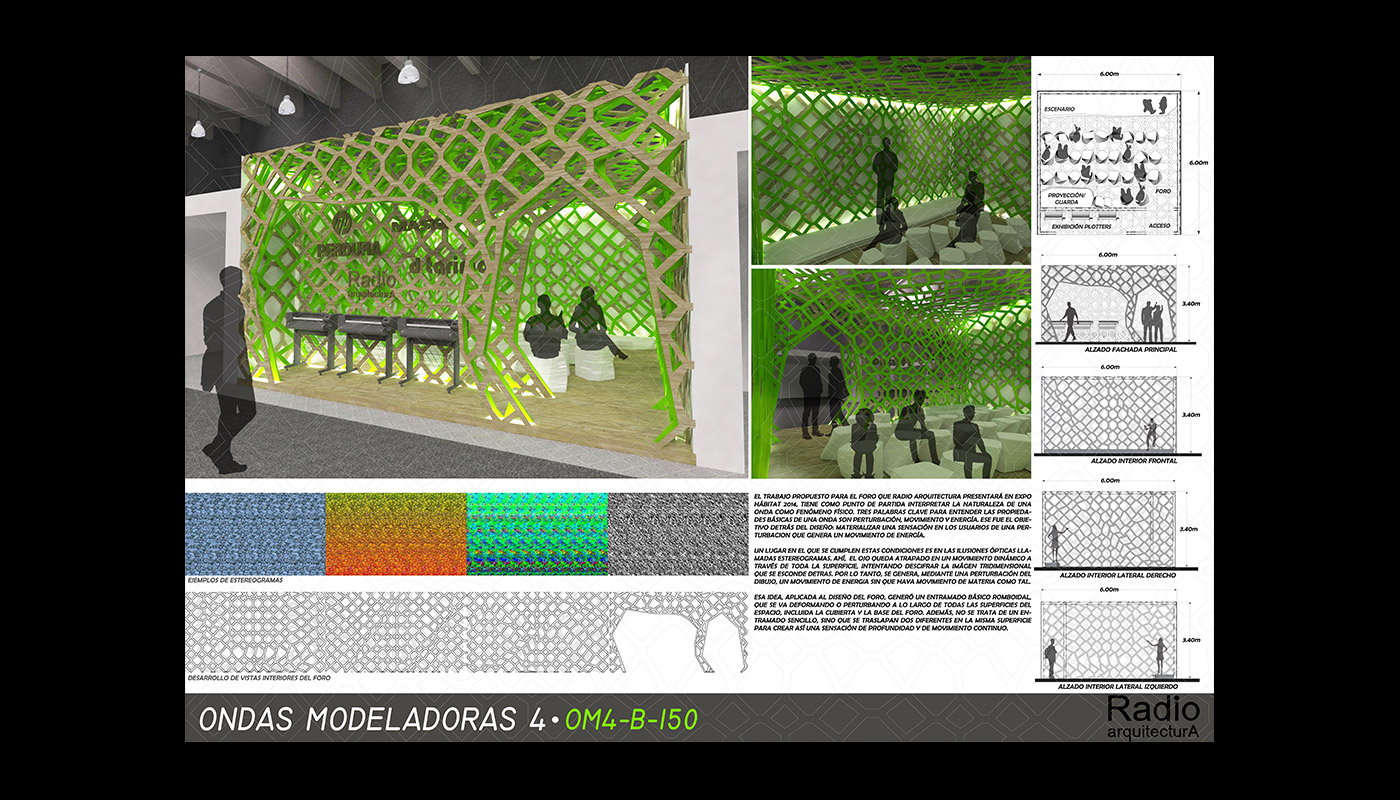 PERDURA
Radio
arquitecturA
EL TRABAJO PROPUESTO PARA EL FORO QUE RADIO ARQUITECTURA PRESENTARÁ EN EXPO
HÁBITAT 2014, TIENE COMO PUNTO DE PARTIDA INTERPRETAR LA NATURALEZA DE UNA
ONDA COMO FENÓMENO FÍSICO. TRES PALABRAS CLAVE PARA ENTENDER LAS PROPIEDA-
DES BÁSICAS DE UNA ONDA SON PERTURBACIÓN, MOVIMIENTO Y ENERGÍA. ESE FUE EL OBJE-
TIVO DETRÁS DEL DISEÑO: MATERIALIZAR UNA SENSACIÓN EN LOS USUARIOS DE UNA PER-
TURBACION QUE GENERA UN MOVIMIENTO DE ENERGÍA.
UN LUGAR EN EL QUE SE CUMPLEN ESTAS CONDICIONES ES EN LAS ILUSIONES ÓPTICAS LLA-
MADAS ESTEREOGRAMAS. AHÍ, EL OJO QUEDA ATRAPADO EN UN MOVIMIENTO DINÁMICO A
TRAVÉS DE TODA LA SUPERFICIE, INTENTANDO DESCIFRAR LA IMÁGEN TRIDIMENSIONAL
QUE SE ESCONDE DETRAS. POR LO TANTO, SE GENERA, MEDIANTE UNA PERTURBACIÓN DEL
DIBUJO, UN MOVIMIENTO DE ENERGIA SIN QUE HAYA MOVIMIENTO DE MATERIA COMO TAL.
ESA IDEA, APLICADA AL DISEÑO DEL FORO, GENERÓ UN ENTRAMADO BÁSICO ROMBOIDAL,
QUE SE VA DEFORMANDO O PERTURBANDO A LO LARGO DE TODAS LAS SUPERFICIES DEL
ESPACIO, INCLUIDA LA CUBIERTA Y LA BASE DEL FORO. ADEMÁS, NO SE TRATA DE UN EN-
TRAMADO SENCILLO, SINO QUE SE TRASLAPAN DOS DIFERENTES EN LA MISMA SUPERFICIE
PARA CREAR ASÍ UNA SENSACIÓN DE PROFUNDIDAD Y DE MOVIMIENTO CONTINUO.
EJEMPLOS DE ESTEREOGRAMAS
DESARROLLO DE VISTAS INTERIORES DEL FORO
6.00m
ESCENARIO
6.00m
FORO
PROYECCIÓN/
GUARDA
EXHIBICIÓN PLOTTERS
ACCESO
6.00m
3.40m
ALZADO FACHADA PRINCIPAL
6.00m
3.40m
ALZADO INTERIOR FRONTAL
6.00m
3.40m
ALZADO INTERIOR LATERAL DERECHO
6.00m
3.40m
ALZADO INTERIOR LATERAL IZQUIERDO
ONDAS MODELADORAS 4•OM4-B-150
Radio
arquitecturA